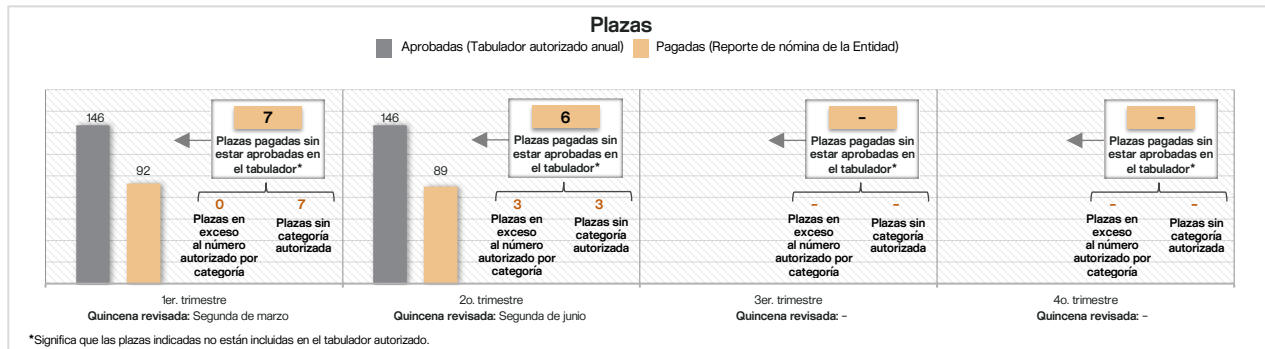 Plazas
Aprobadas (Tabulador autorizado anual) Pagadas (Reporte de nómina de la Entidad)
146
92
7
Plazas pagadas sin
estar aprobadas en
el tabulador*
0 7
Plazas en
exceso
al número
autorizado por
categoría
Plazas sin
categoría
autorizada
1er. trimestre
Quincena revisada: Segunda de marzo
146
89
6
Plazas pagadas sin
estar aprobadas en
el tabulador*
3 3
Plazas en
exceso
al número
autorizado por
categoría
Plazas sin
categoría
autorizada
2o. trimestre
Quincena revisada: Segunda de junio
–
Plazas pagadas sin
estar aprobadas en
el tabulador*
– –
Plazas en
exceso
al número
autorizado por
categoría
Plazas sin
categoría
autorizada
3er. trimestre
Quincena revisada: –
–
Plazas pagadas sin
estar aprobadas en
el tabulador*
– –
Plazas en
exceso
al número
autorizado por
categoría
Plazas sin
categoría
autorizada
4o. trimestre
Quincena revisada: –
*Significa que las plazas indicadas no están incluidas en el tabulador autorizado.